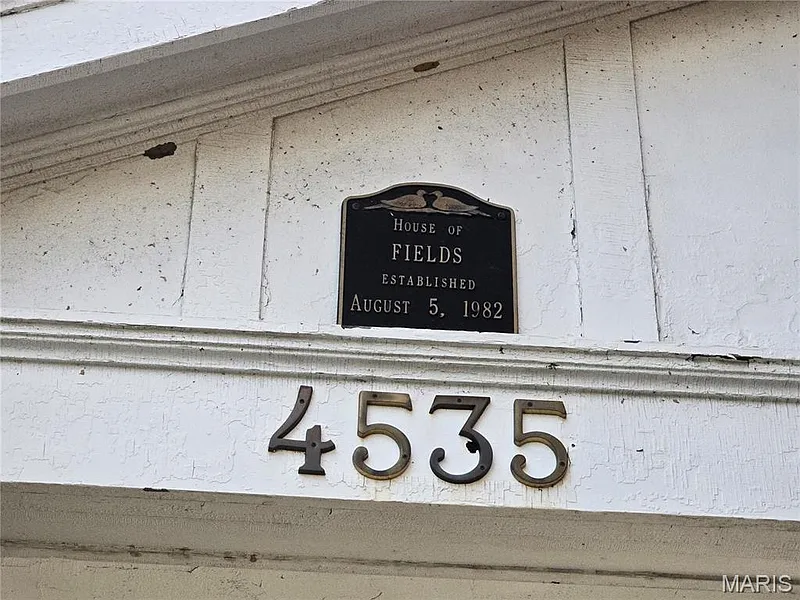 House of
FIELDS
ESTABLISHED
August 5, 1982
4535
MARIS